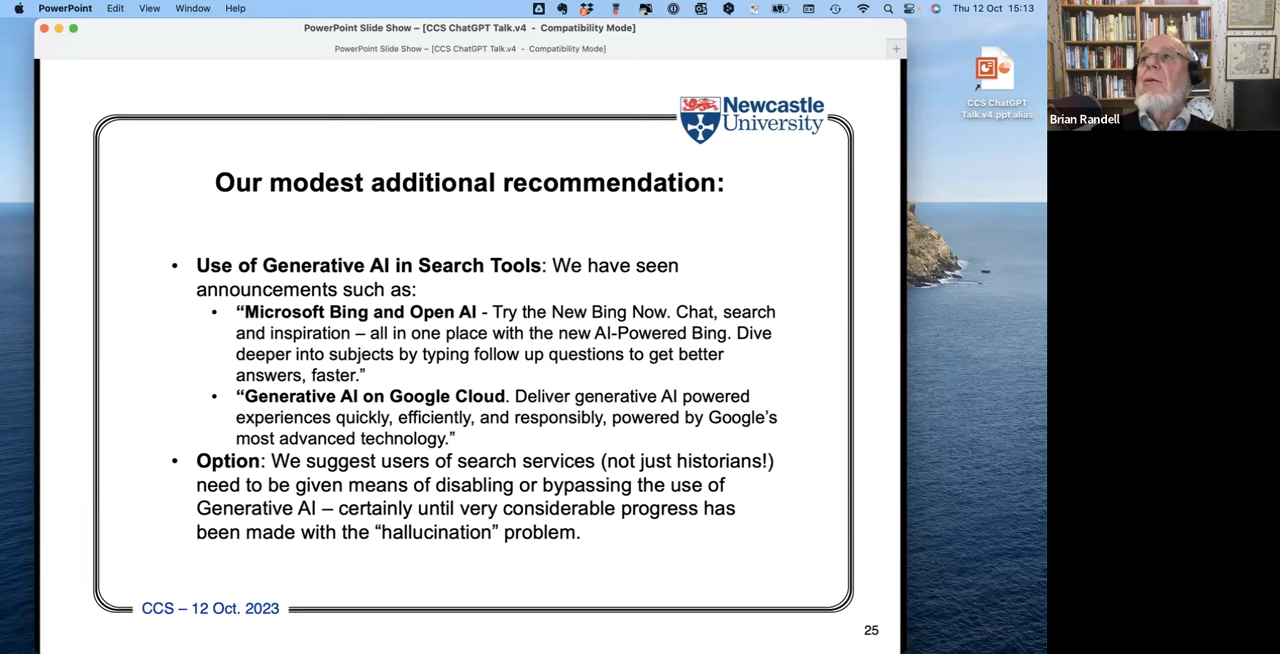 PowerPoint Edit View Window Help
Thu 12 Oct 15:13
PowerPoint Slide Show – [CCS ChatGPT Talk.v4 - Compatibility Mode]
PowerPoint Slide Show – [CCS ChatGPT Talk.v4 - Compatibility Mode]
CCS ChatGPT
Talk.v4.ppt alias
Brian Randell
Newcastle
University
Our modest additional recommendation:
• Use of Generative AI in Search Tools: We have seen
announcements such as:
• “Microsoft Bing and Open AI - Try the New Bing Now. Chat, search
and inspiration – all in one place with the new AI-Powered Bing. Dive
deeper into subjects by typing follow up questions to get better
answers, faster.”
• “Generative AI on Google Cloud. Deliver generative AI powered
experiences quickly, efficiently, and responsibly, powered by Google’s
most advanced technology.”
• Option: We suggest users of search services (not just historians!)
need to be given means of disabling or bypassing the use of
Generative AI – certainly until very considerable progress has
been made with the “hallucination” problem.
CCS – 12 Oct. 2023
25